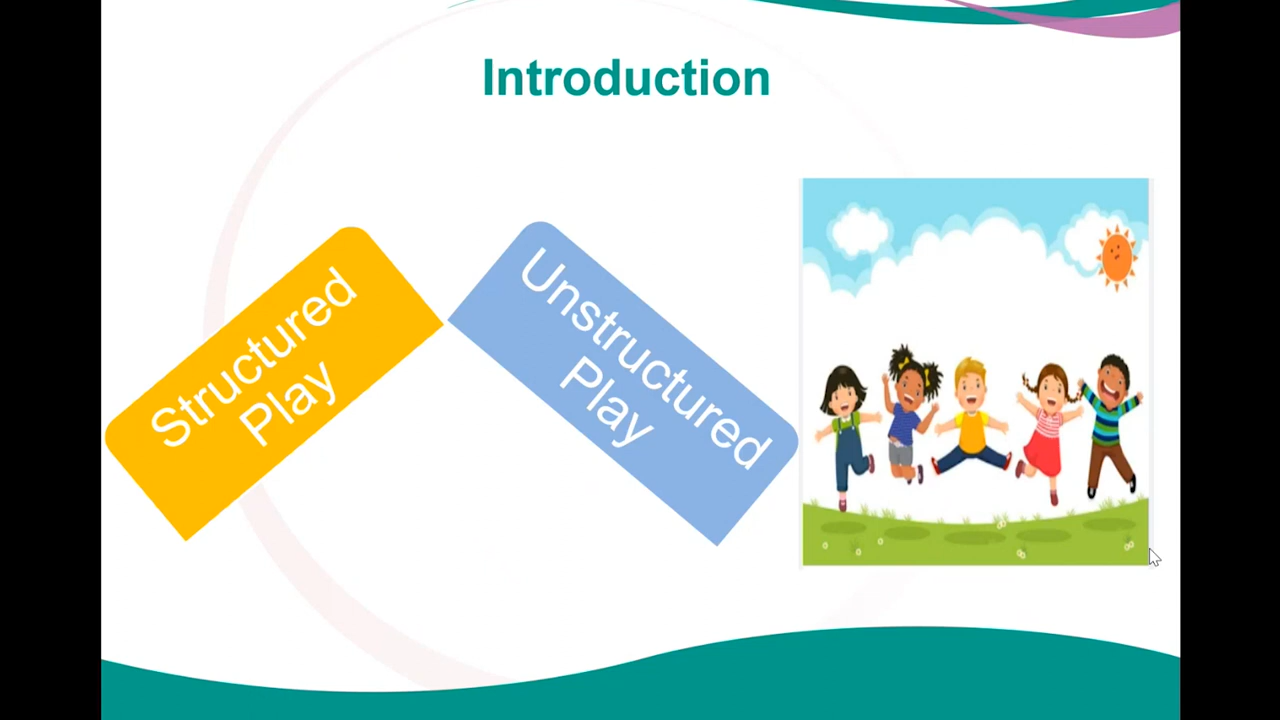 Introduction
Structured
Play
Unstructured
Play